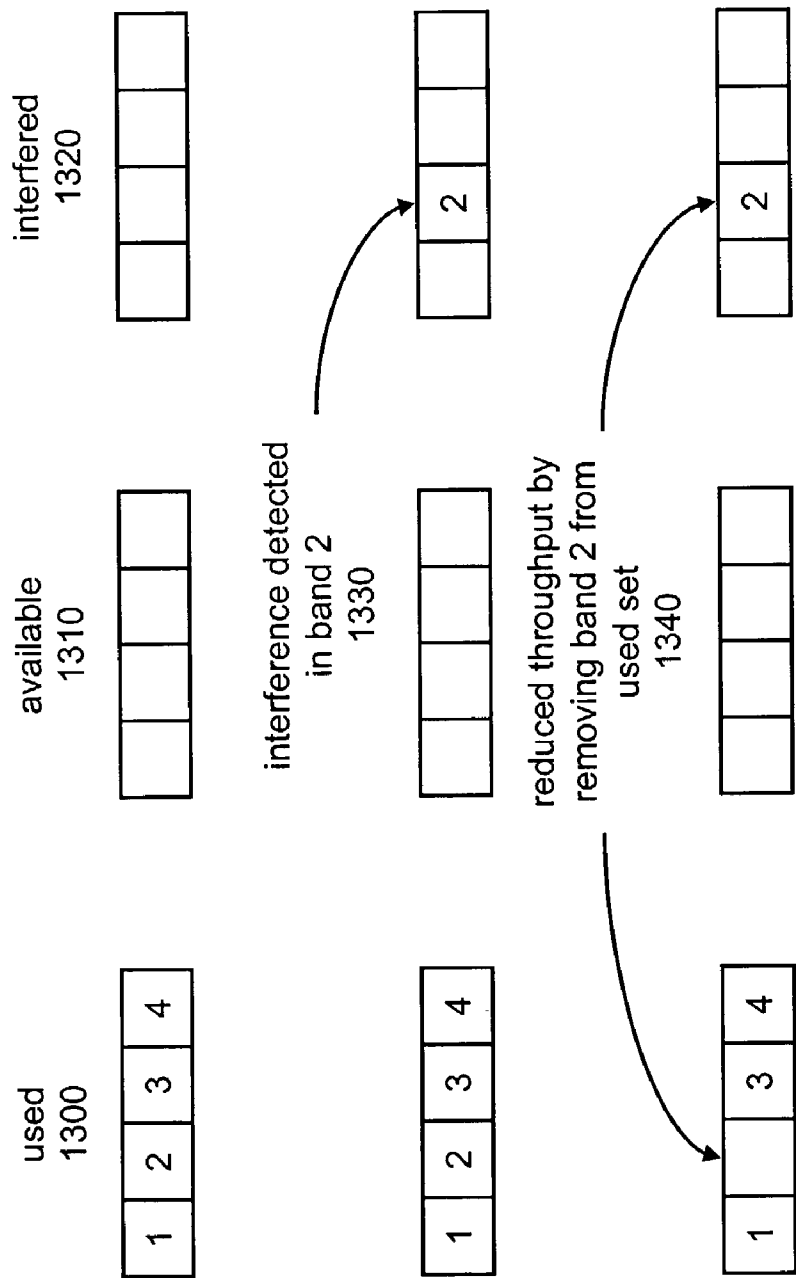 used
1300
available
1310
interfered
1320
1 2 3 4
interference detected
in band 2
1330
1 2 3 4
2
reduced throughput by
removing band 2 from
used set
1340
1 3 4
2